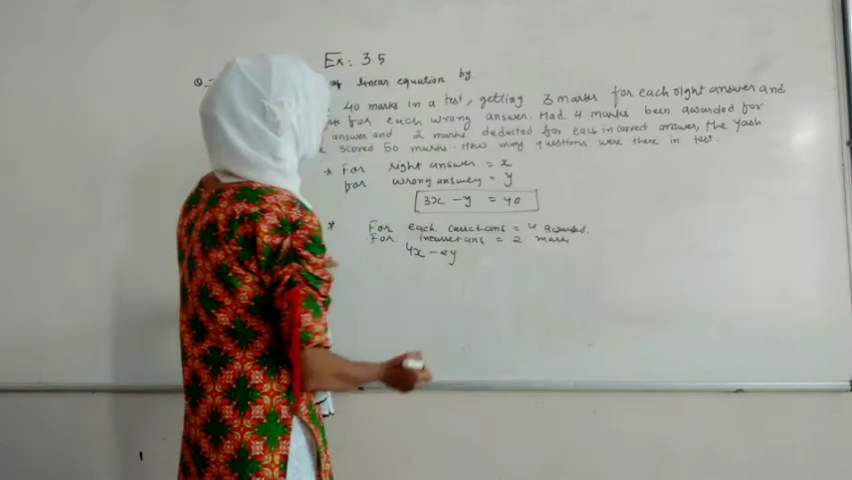 Ex: 3.5
Q: of linear equation by
40 marks in a test, getting 3 marks for each right answer and
for each wrong answer. Had 4 marks been awarded for
answer and 2 marks deducted for each incorrect answer, the Yash
scored 50 marks. How many questions were there in test.
* For right answer = x
for wrong answer = y
3x - y = 40
* For each correct ans = 4 awarded.
For incorrect ans = 2 mark
4x - 2y